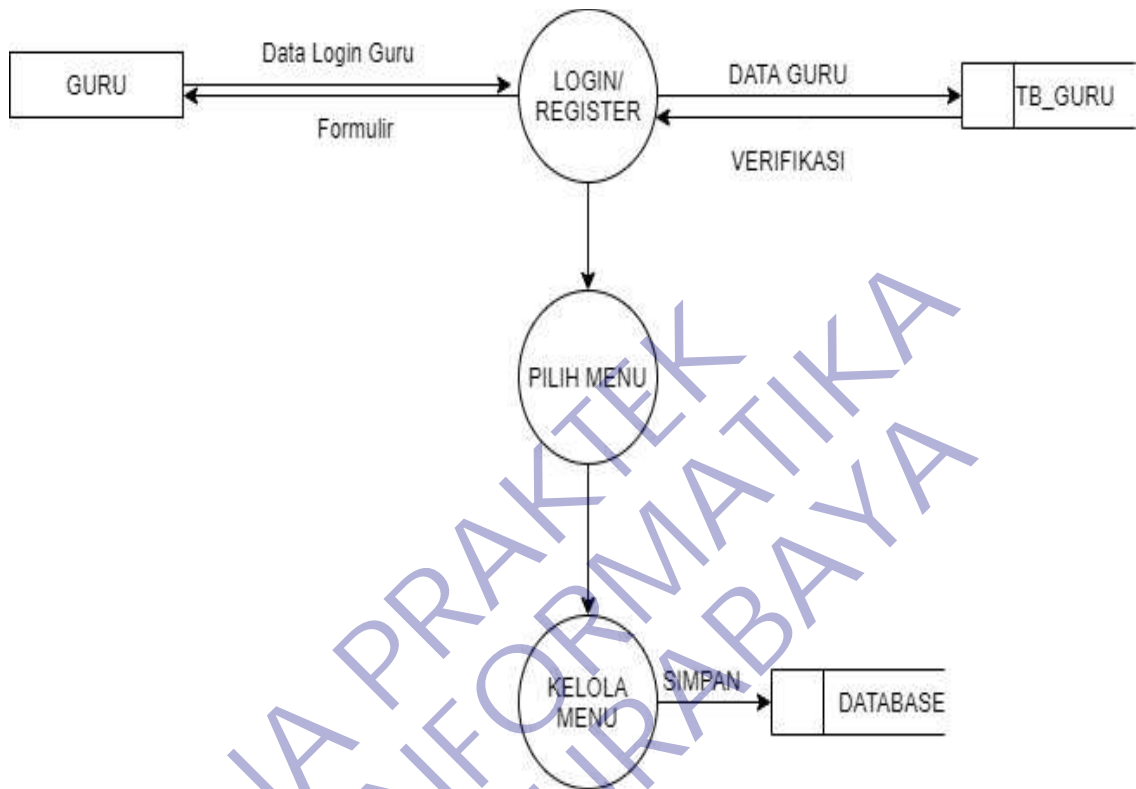 Data Login Guru
GURU
Formulir
LOGIN/
REGISTER
DATA GURU
VERIFIKASI
TB_GURU
PILIH MENU
KELOLA
MENU
SIMPAN
DATABASE
PRAKTEK
INFORMATIKA